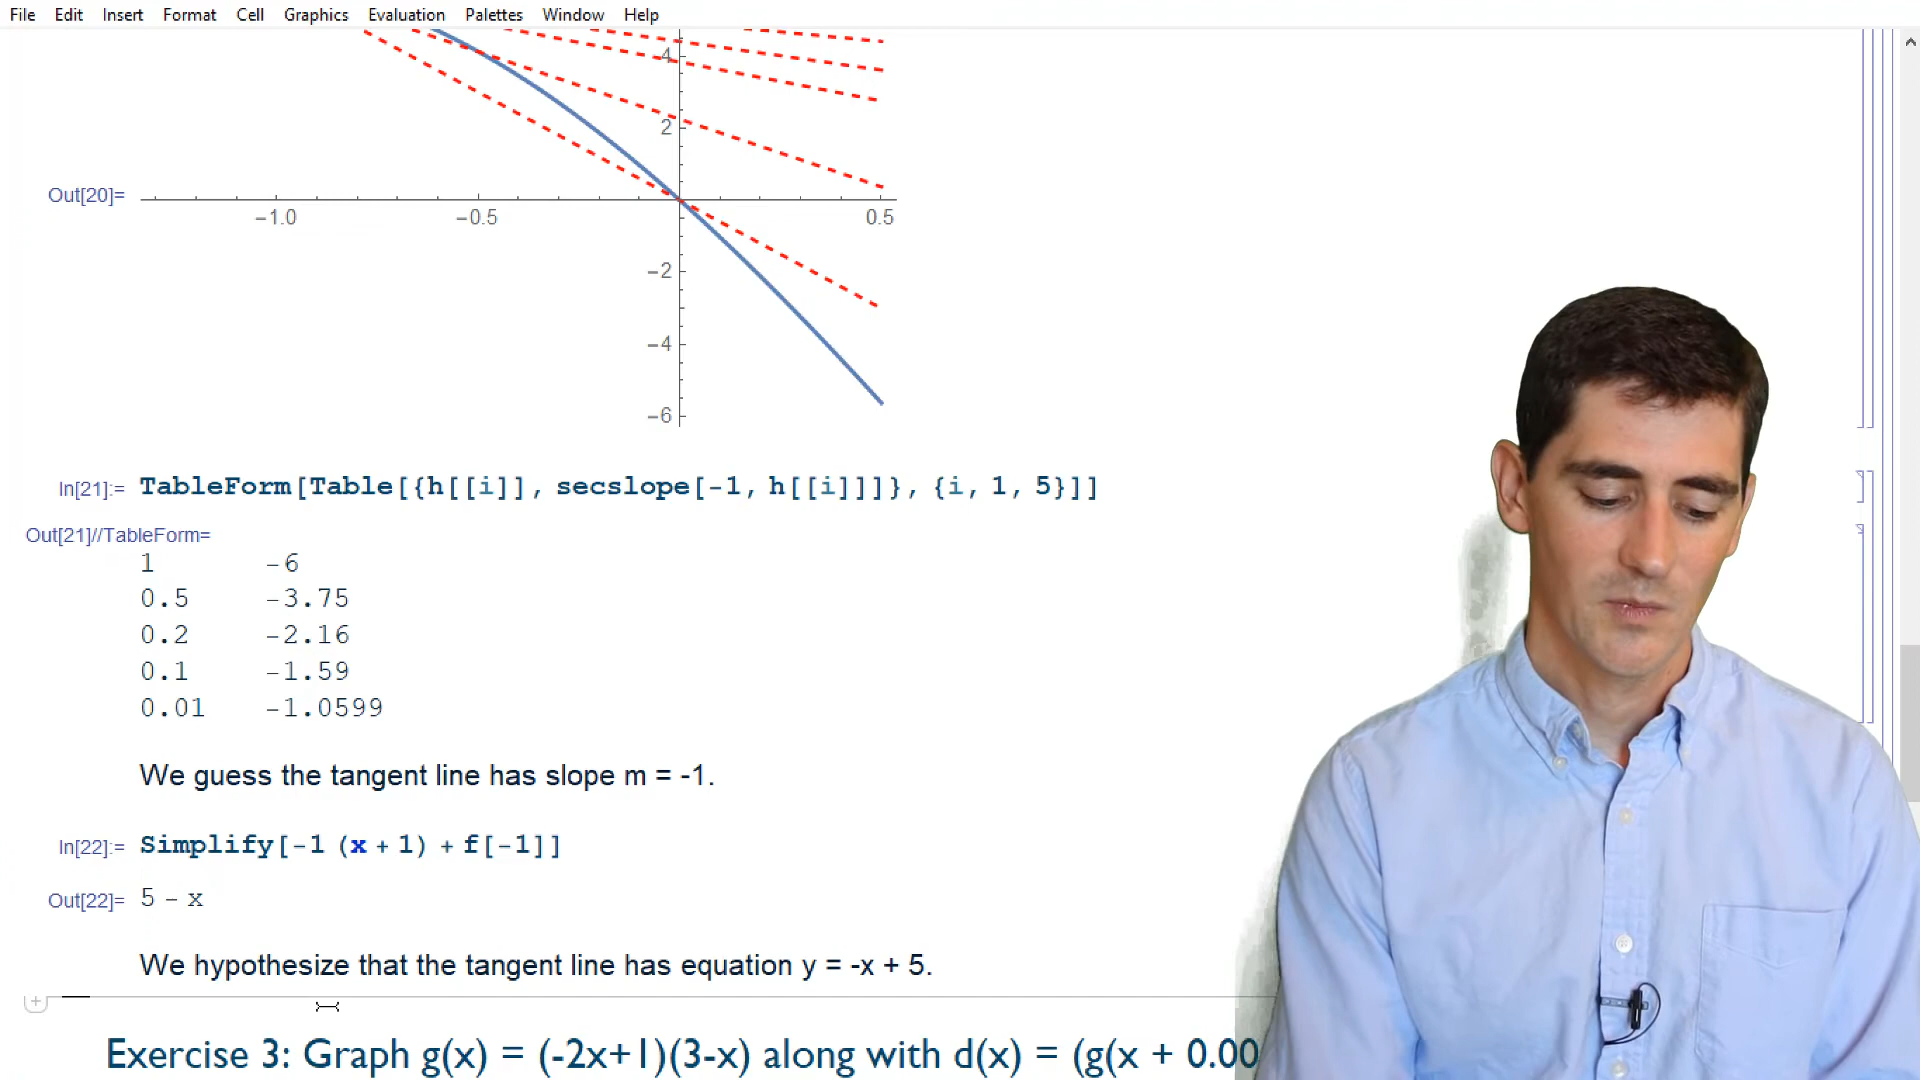 File Edit Insert Format Cell Graphics Evaluation Palettes Window Help
4
2
Out[20]=
−1.0 −0.5 0.5
−2
−4
−6
In[21]:= TableForm[Table[{h[[i]], secslope[-1, h[[i]]]}, {i, 1, 5}]]
Out[21]//TableForm=
1 -6
0.5 -3.75
0.2 -2.16
0.1 -1.59
0.01 -1.0599
We guess the tangent line has slope m = -1.
In[22]:= Simplify[-1 (x + 1) + f[-1]]
Out[22]= 5 - x
We hypothesize that the tangent line has equation y = -x + 5.
Exercise 3: Graph g(x) = (-2x+1)(3-x) along with d(x) = (g(x + 0.00